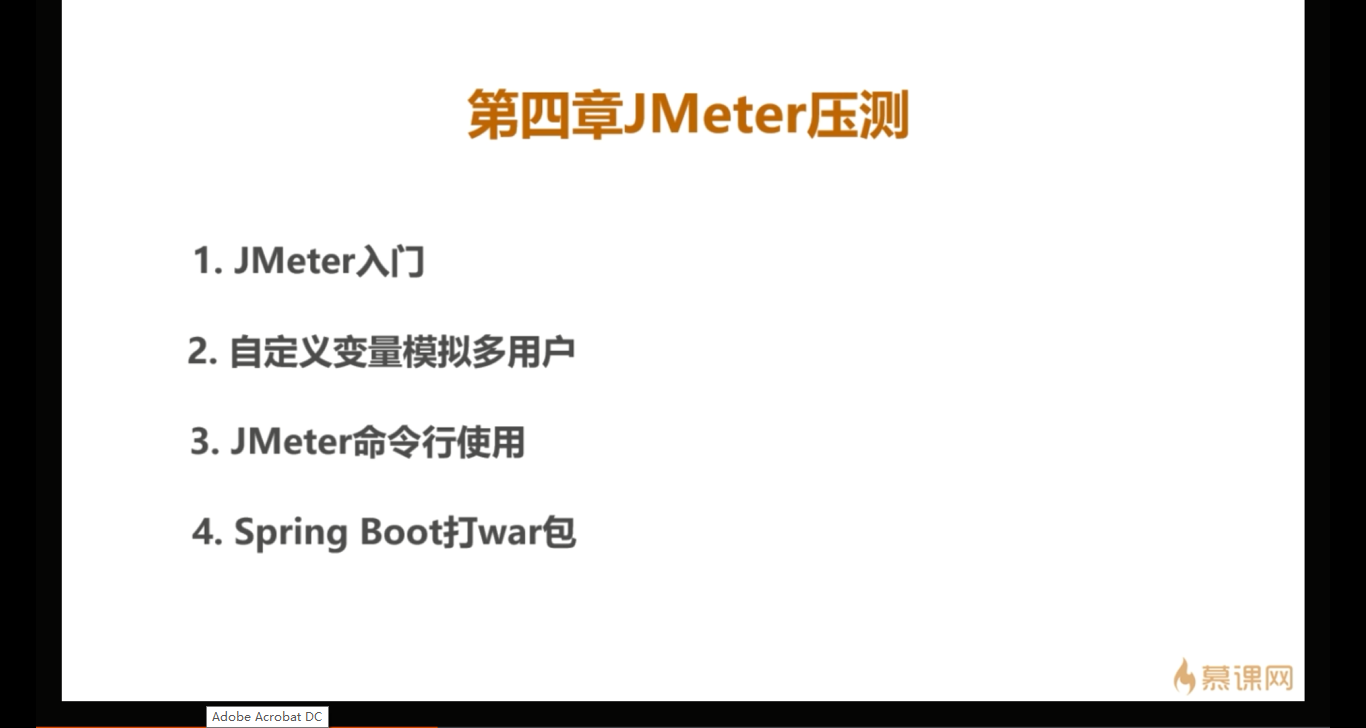 第四章JMeter压测
1. JMeter入门
2. 自定义变量模拟多用户
3. JMeter命令行使用
4. Spring Boot打war包
慕课网
Adobe Acrobat DC